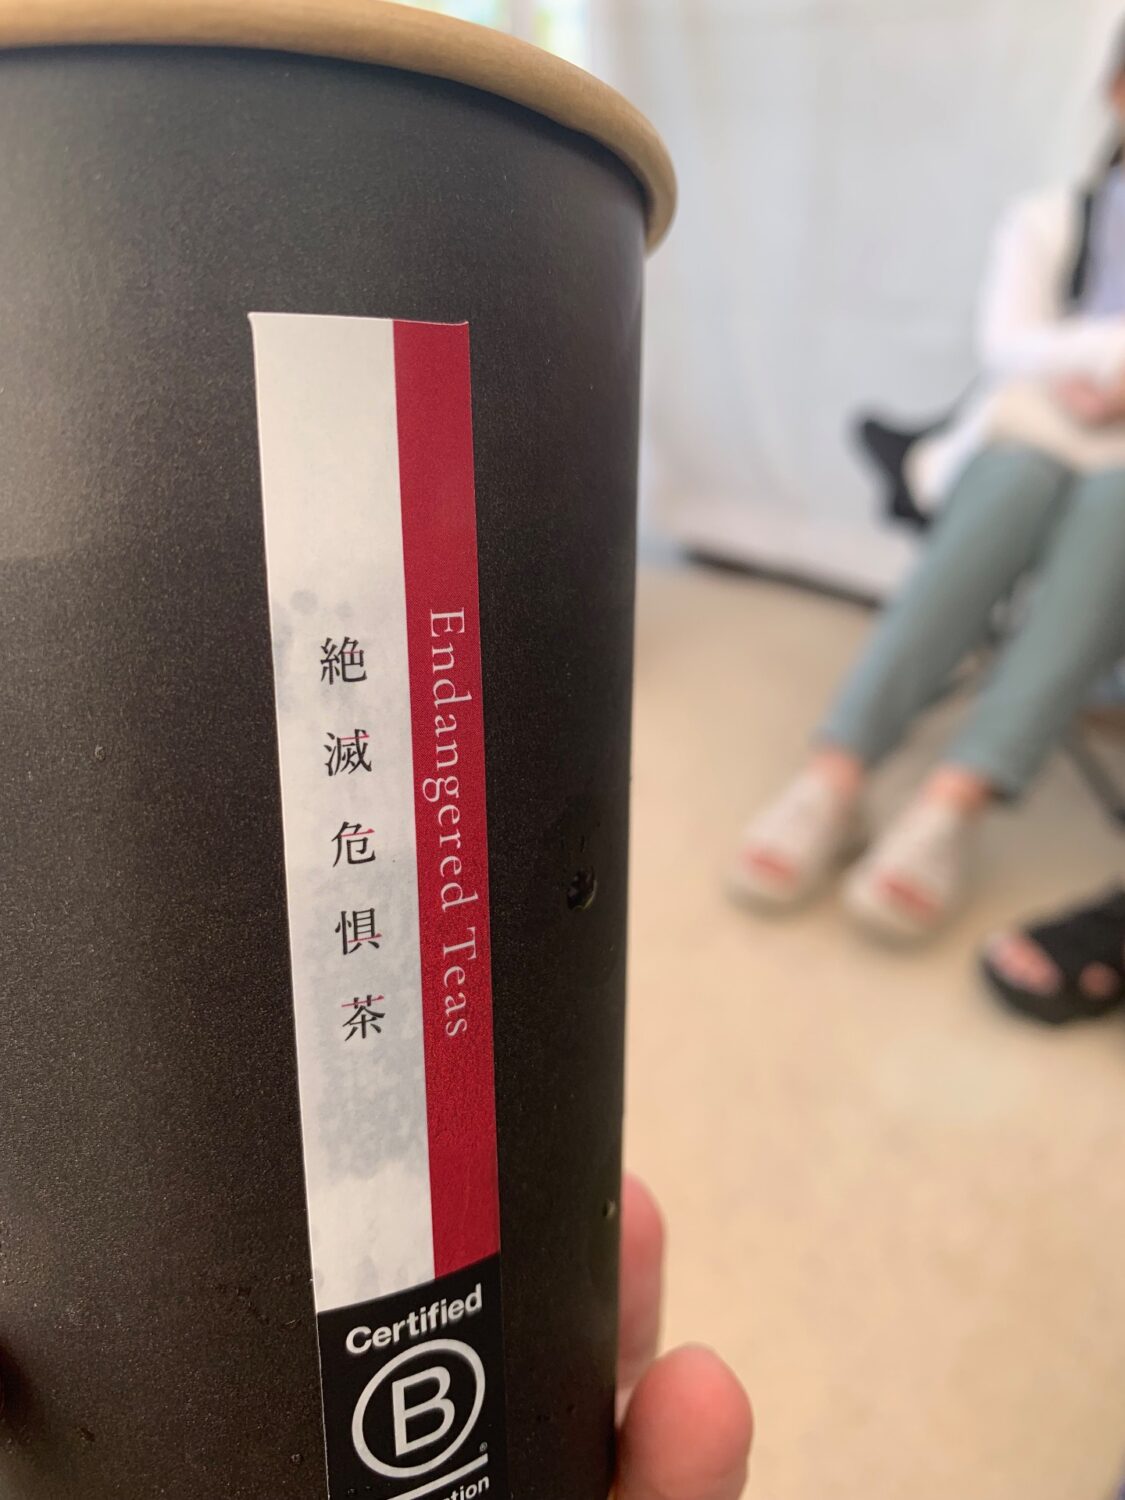 絶滅危惧茶
Endangered Teas
Certified
B
®